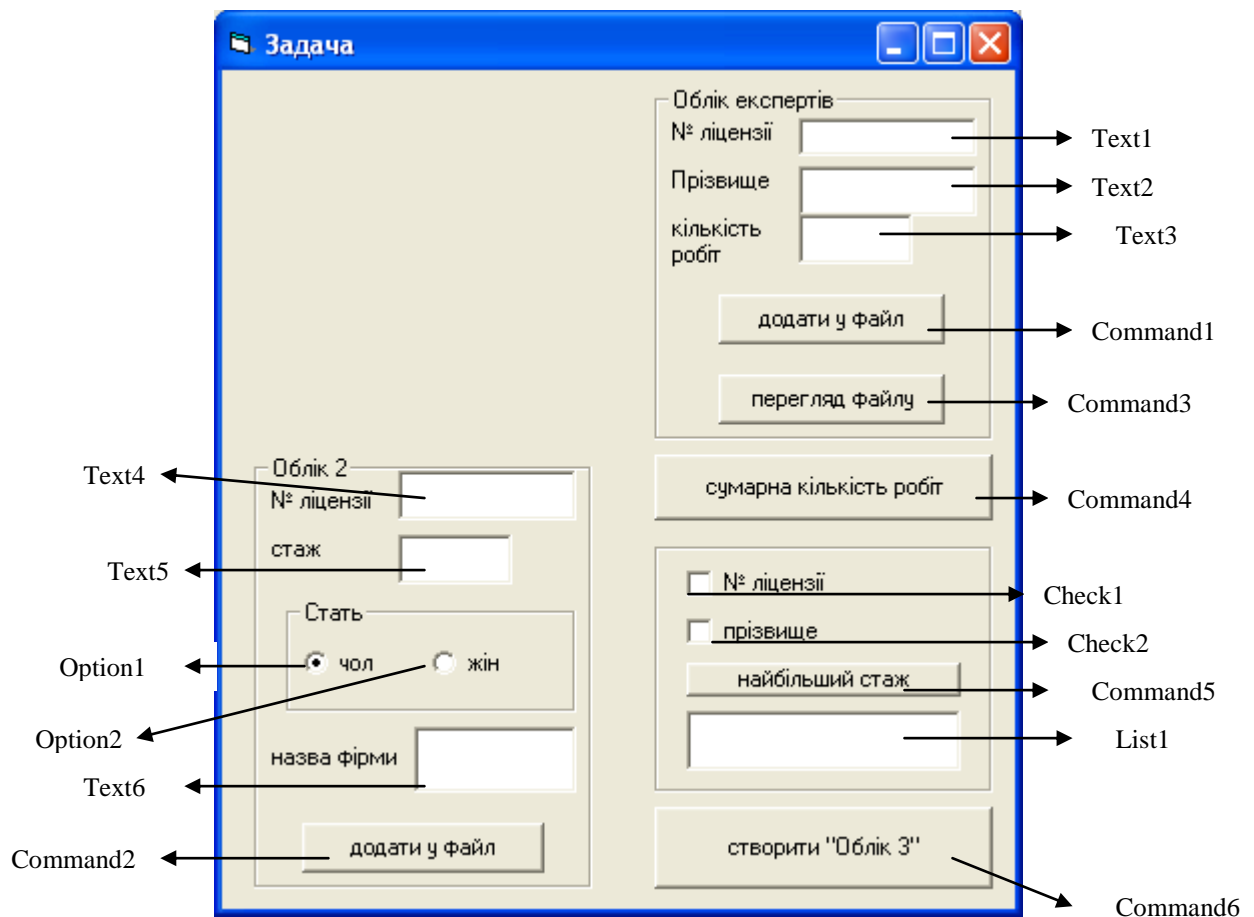 Задача
Облік експертів
№ ліцензії
Text1
Прізвище
Text2
кількість
робіт
Text3
додати у файл
Command1
перегляд файлу
Command3
Text4
Облік 2
№ ліцензії
сумарна кількість робіт
Command4
стаж
Text5
№ ліцензії
Check1
Стать
прізвище
Check2
Option1
чол
жін
найбільший стаж
Command5
Option2
List1
назва фірми
Text6
Command2
додати у файл
створити "Облік 3"
Command6